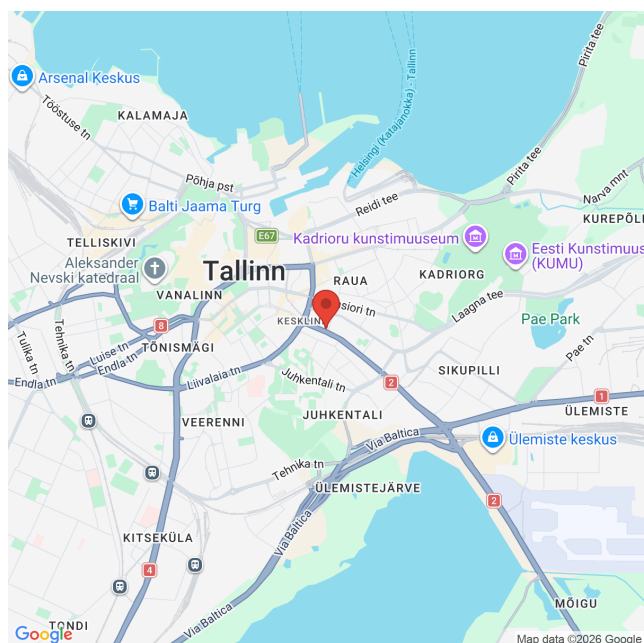 Pirita tee
Arsenal Keskus
Tööstuse tn
KALAMAJA
Helsingi (Katajanokka) - Tallinn
Pirita tee
Põhja pst
Narva mnt
Balti Jaama Turg
Reidi tee
KUREPÕL
E67
TELLISKIVI
Kadrioru kunstimuuseum
Eesti Kunstimuus
(KUMU)
Aleksander
Nevski katedraal
Tallinn
RAUA
KADRIORG
VANALINN
Laagna tee
Pae Park
KESKLIN
8
Tulika tn
Tehnika tn
Luise tn
Endla tn
Endla tn
TÕNISMÄGI
Pae tn
Liivalaia tn
Juhkentali tn
2
SIKUPILLI
1
JUHKENTALI
ÜLEMISTE
VEERENNI
Via Baltica
Ülemiste keskus
Tehnika tn
ÜLEMISTEJÄRVE
2
KITSEKÜLA
Via Baltica
4
MÕIGU
TONDI
Via Baltica
Google
Map data ©2026 Google